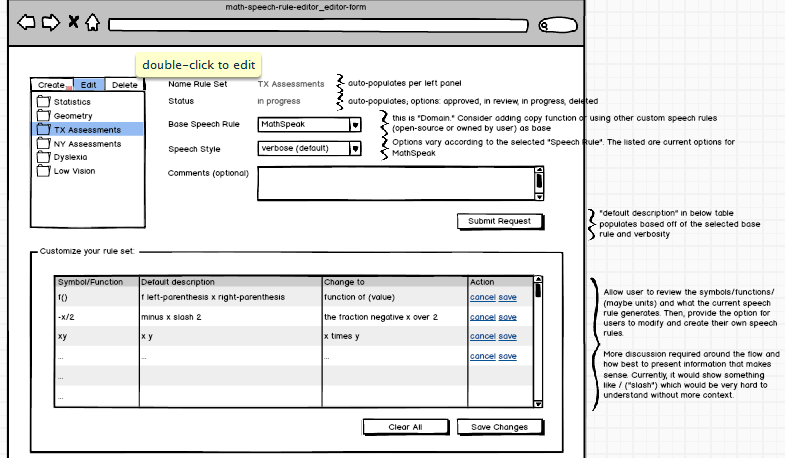 math-speech-rule-editor_editor-form
double-click to edit
Create Edit Delete
Statistics
Geometry
TX Assessments
NY Assessments
Dyslexia
Low Vision
Name Rule Set TX Assessments auto-populates per left panel
Status in progress auto-populates, options: approved, in review, in progress, deleted
Base Speech Rule MathSpeak
this is "Domain." Consider adding copy function of using other custom speech rules
(open-source or owned by user) as base
Speech Style verbose (default)
Options vary according to the selected "Speech Rule". The listed are current options for
MathSpeak
Comments (optional)
Submit Request
"default description" in below table
populates based off of the selected base
rule and verbosity
Customize your rule set:
Symbol/Function Default description Change to Action
f() f left-parenthesis x right-parenthesis function of (value) cancel save
-x/2 minus x slash 2 the fraction negative x over 2 cancel save
xy x y x times y cancel save
... ... ... cancel save
...
...
Clear All Save Changes
Allow user to review the symbols/functions/
(maybe units) and what the current speech
rule generates. Then, provide the option for
users to modify and create their own speech
rules.
More discussion required around the flow and
how best to present information that makes
sense. Currently, it would show something
like / ("slash") which would be very hard to
understand without more context.